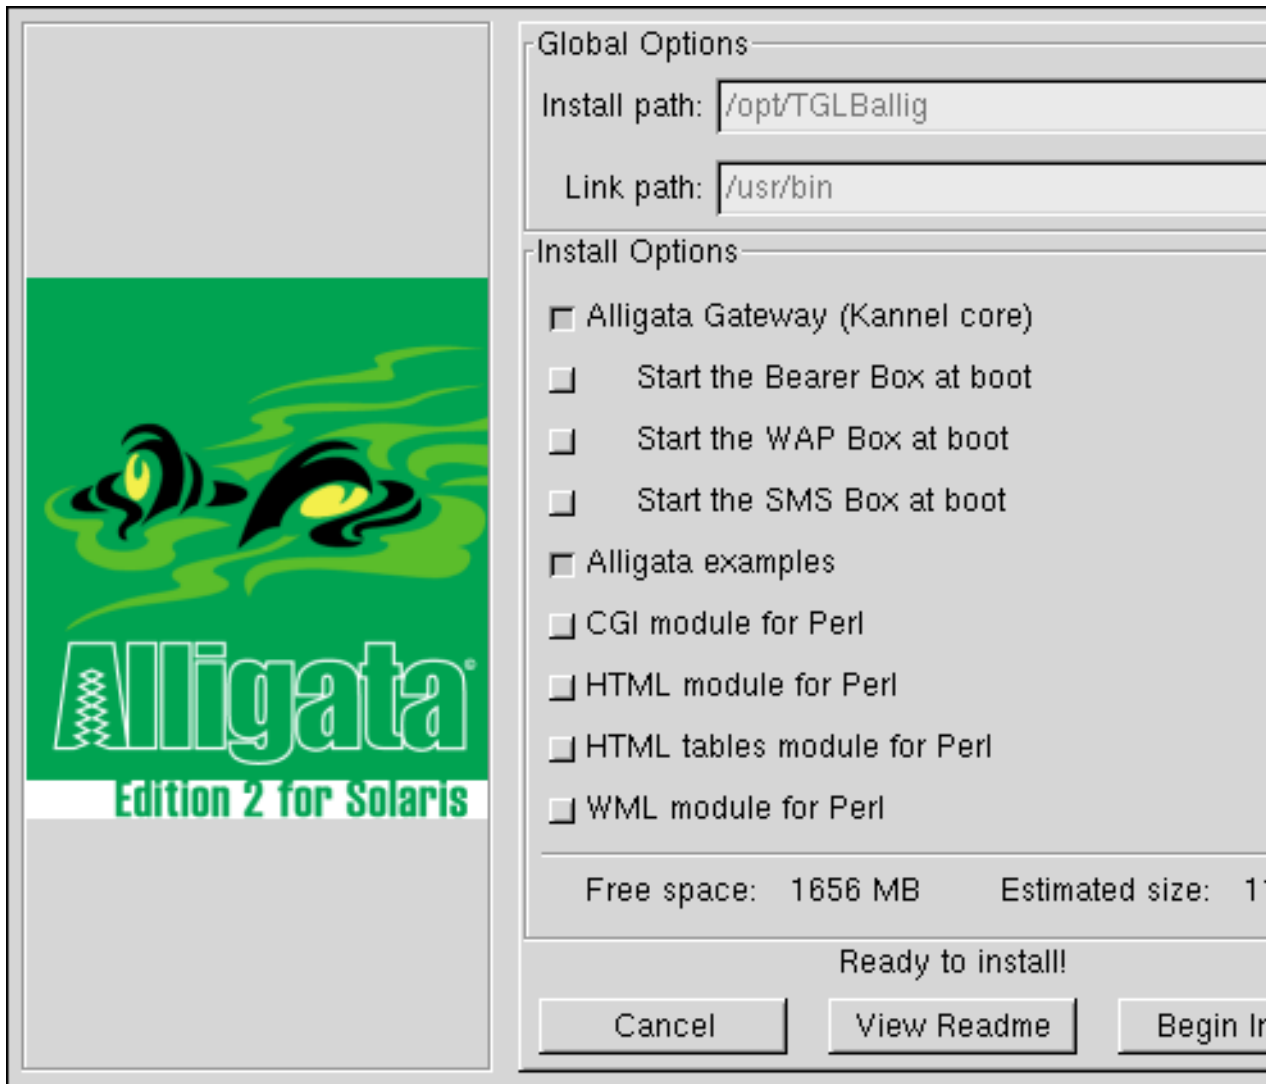 Global Options
Install path: /opt/TGLBallig
Link path: /usr/bin
Install Options
Alligata Gateway (Kannel core)
Start the Bearer Box at boot
Start the WAP Box at boot
Start the SMS Box at boot
Alligata examples
CGI module for Perl
HTML module for Perl
HTML tables module for Perl
WML module for Perl
Free space: 1656 MB Estimated size:
Ready to install!
Cancel View Readme Begin
Alligata©
Edition 2 for Solaris